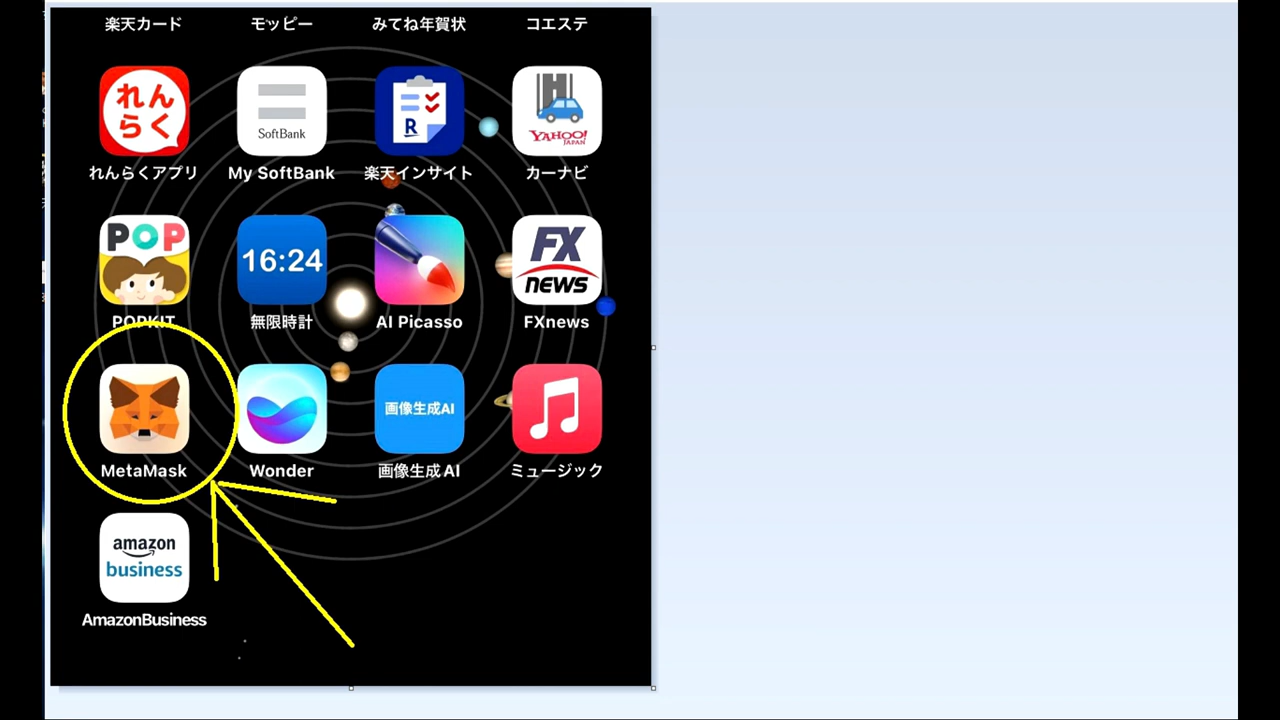 楽天カード
モッピー
みてね年賀状
コエステ
れん
らく
SoftBank
R
YAHOO!
JAPAN
れんらくアプリ
My SoftBank
楽天インサイト
カーナビ
POP
16:24
FX
NEWS
POPKIT
無限時計
AI Picasso
FXnews
画像生成AI
MetaMask
Wonder
画像生成AI
ミュージック
amazon
business
AmazonBusiness